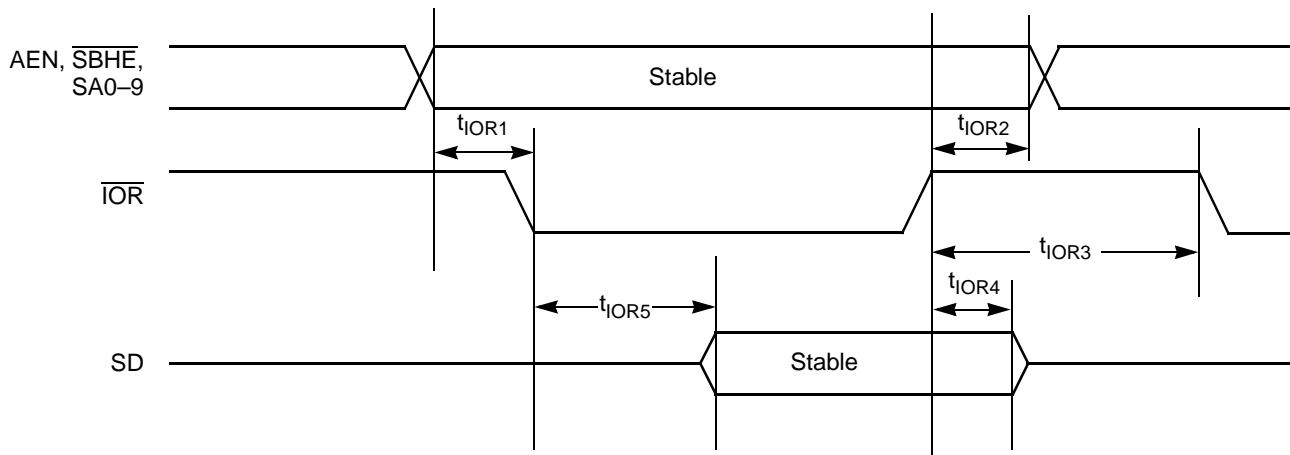 AEN, SBHE,
SA0–9
Stable
tIOR1
tIOR2
IOR
tIOR3
tIOR5
tIOR4
SD
Stable